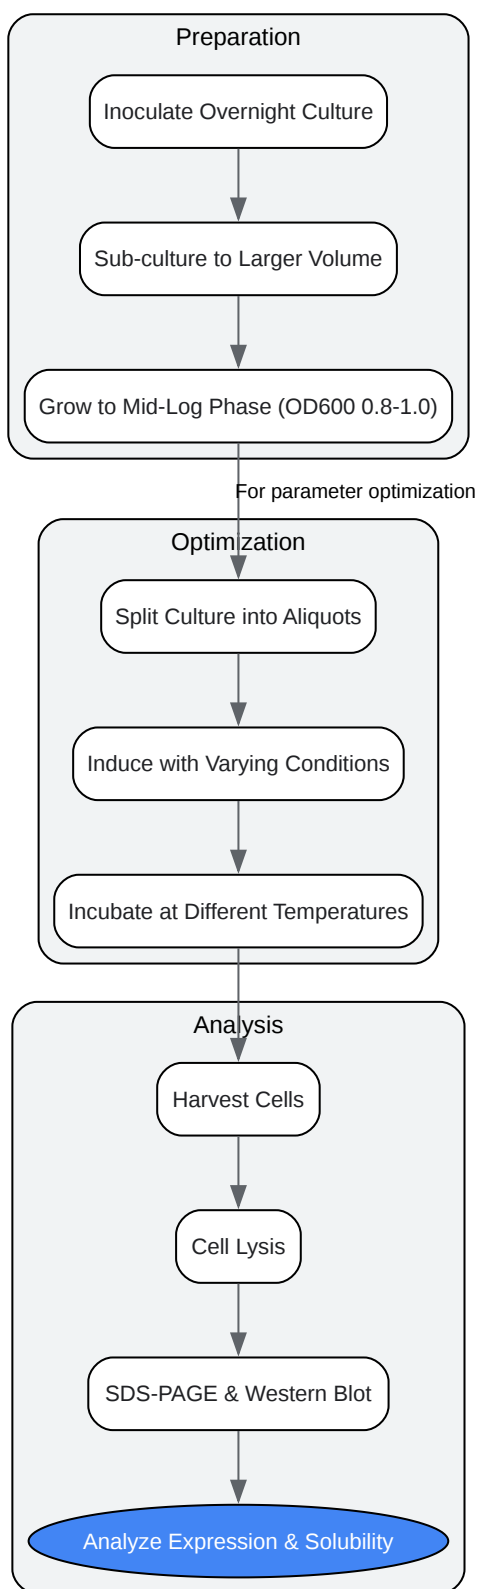 Preparation
Inoculate Overnight Culture
Sub-culture to Larger Volume
Grow to Mid-Log Phase (OD600 0.8-1.0)
For parameter optimization
Optimization
Split Culture into Aliquots
Induce with Varying Conditions
Incubate at Different Temperatures
Analysis
Harvest Cells
Cell Lysis
SDS-PAGE & Western Blot
Analyze Expression & Solubility